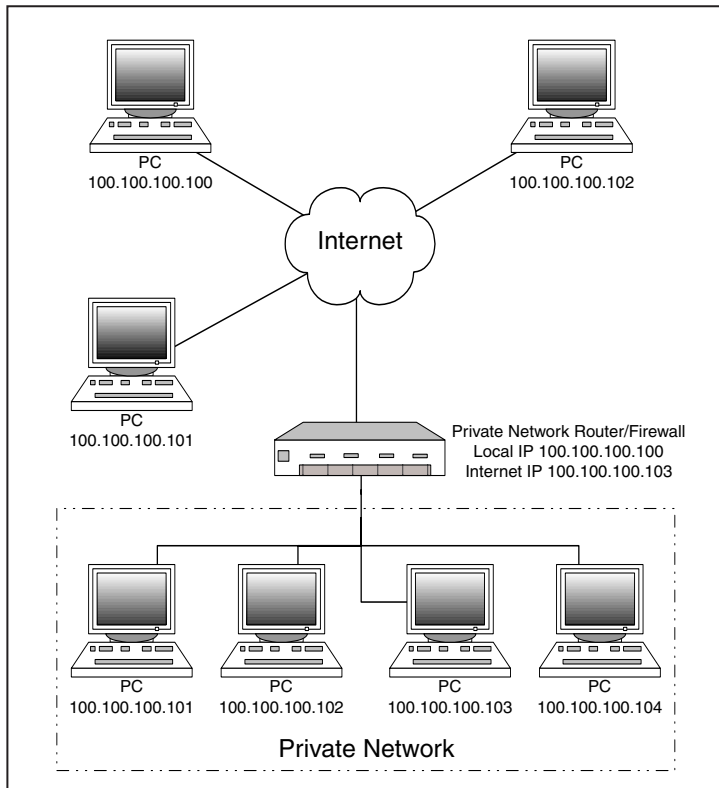 PC
100.100.100.100
PC
100.100.100.102
Internet
PC
100.100.100.101
Private Network Router/Firewall
Local IP 100.100.100.100
Internet IP 100.100.100.103
PC
100.100.100.101
PC
100.100.100.102
PC
100.100.100.103
PC
100.100.100.104
Private Network